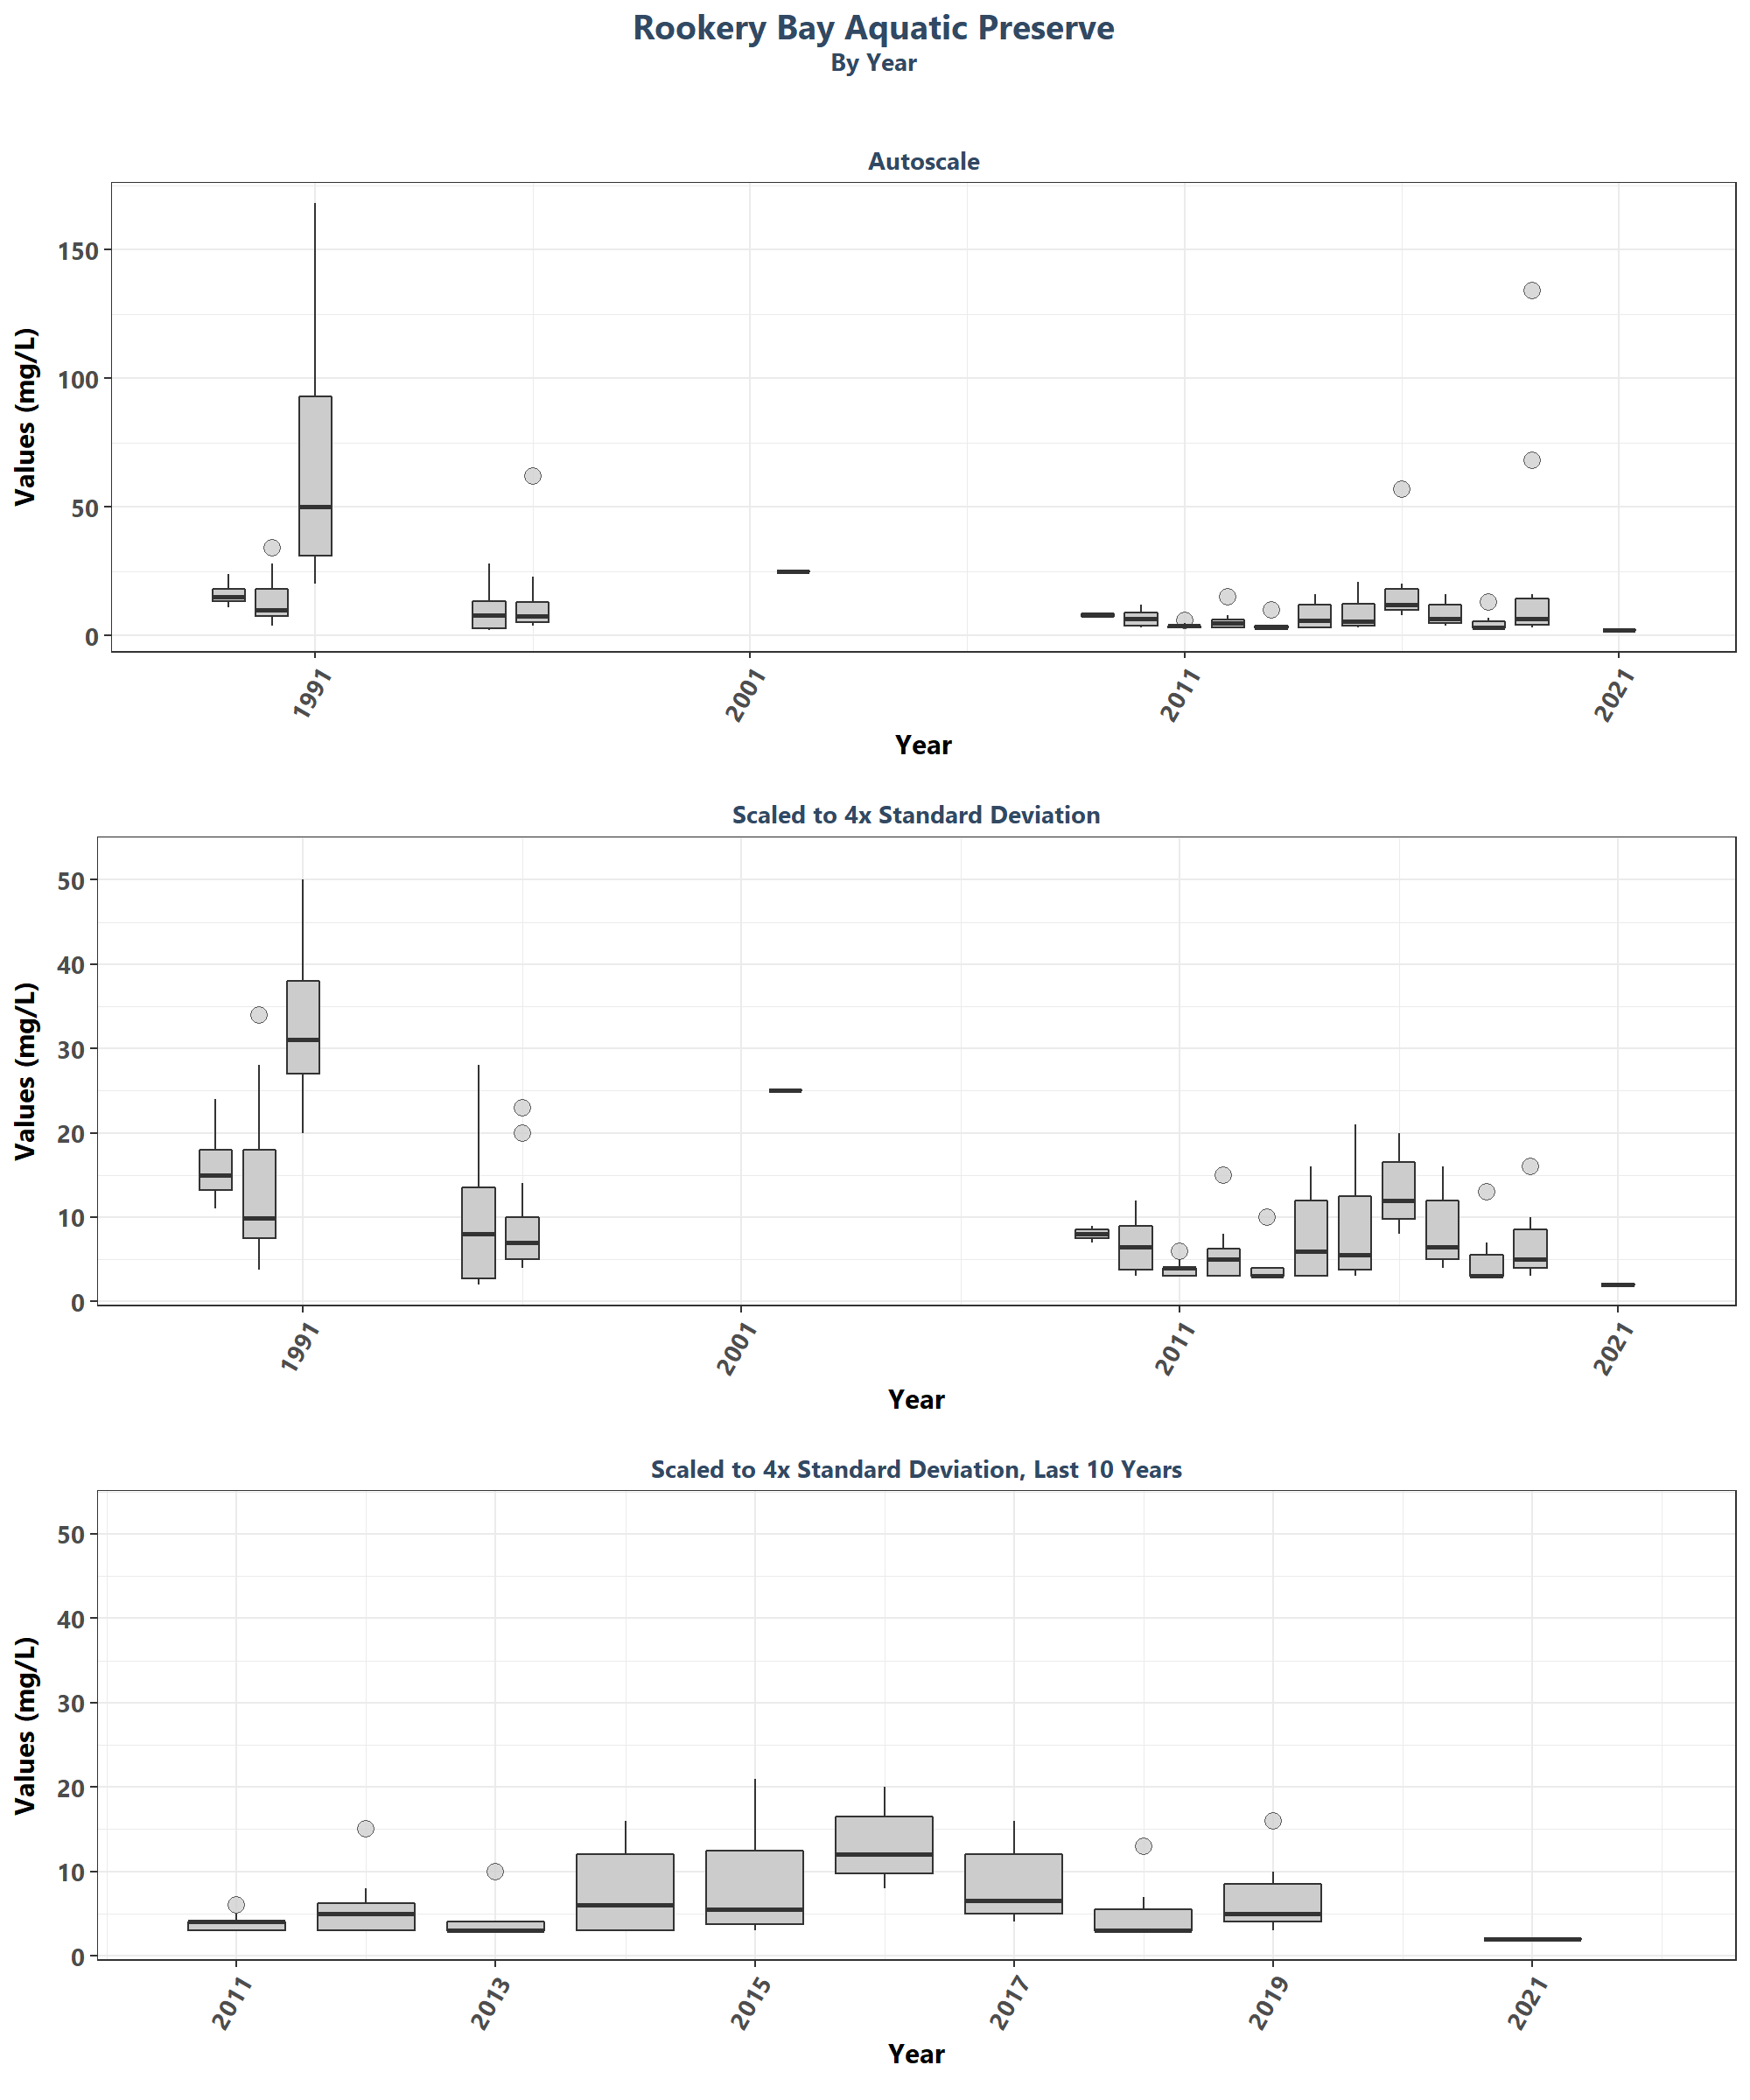 Rookery Bay Aquatic Preserve
By Year
Autoscale
Values (mg/L)
150
100
50
0
1991
2001
2011
2021
Year
Scaled to 4x Standard Deviation
Values (mg/L)
50
40
30
20
10
0
1991
2001
2011
2021
Year
Scaled to 4x Standard Deviation, Last 10 Years
Values (mg/L)
50
40
30
20
10
0
2011
2013
2015
2017
2019
2021
Year